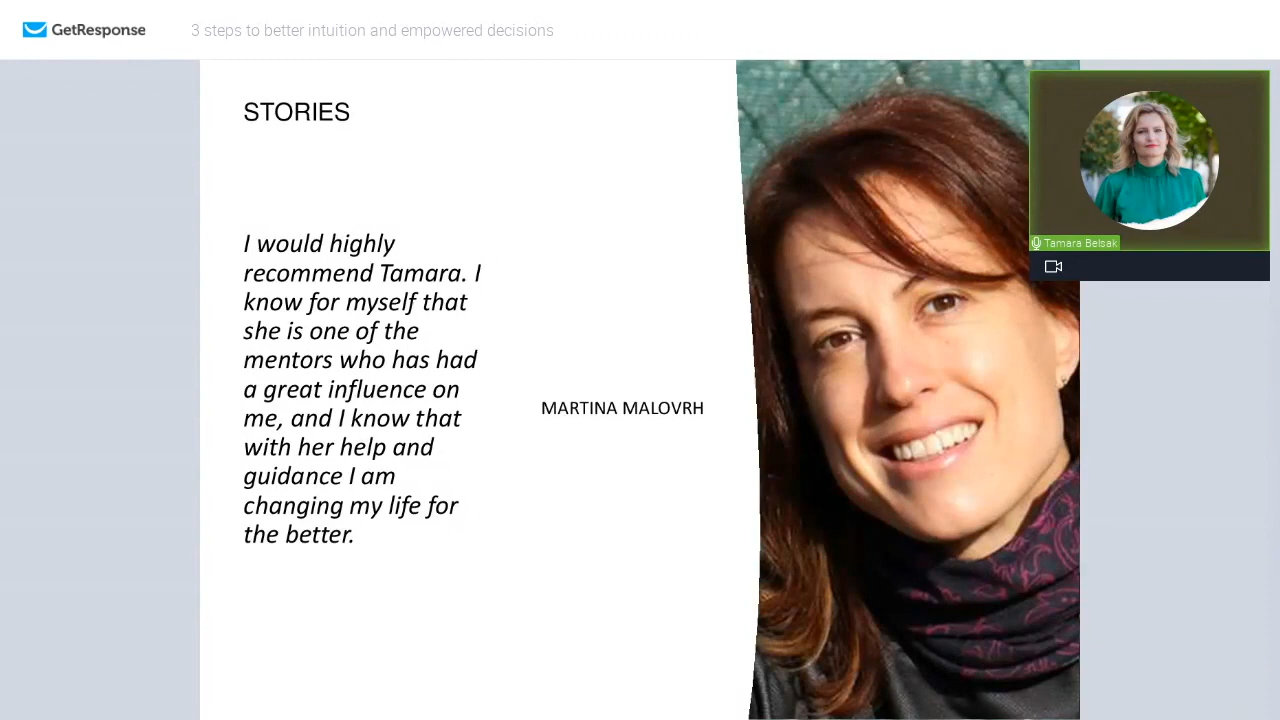 GetResponse
3 steps to better intuition and empowered decisions
STORIES
I would highly
recommend Tamara. I
know for myself that
she is one of the
mentors who has had
a great influence on
me, and I know that
with her help and
guidance I am
changing my life for
the better.
MARTINA MALOVRH
Tamara Belsak